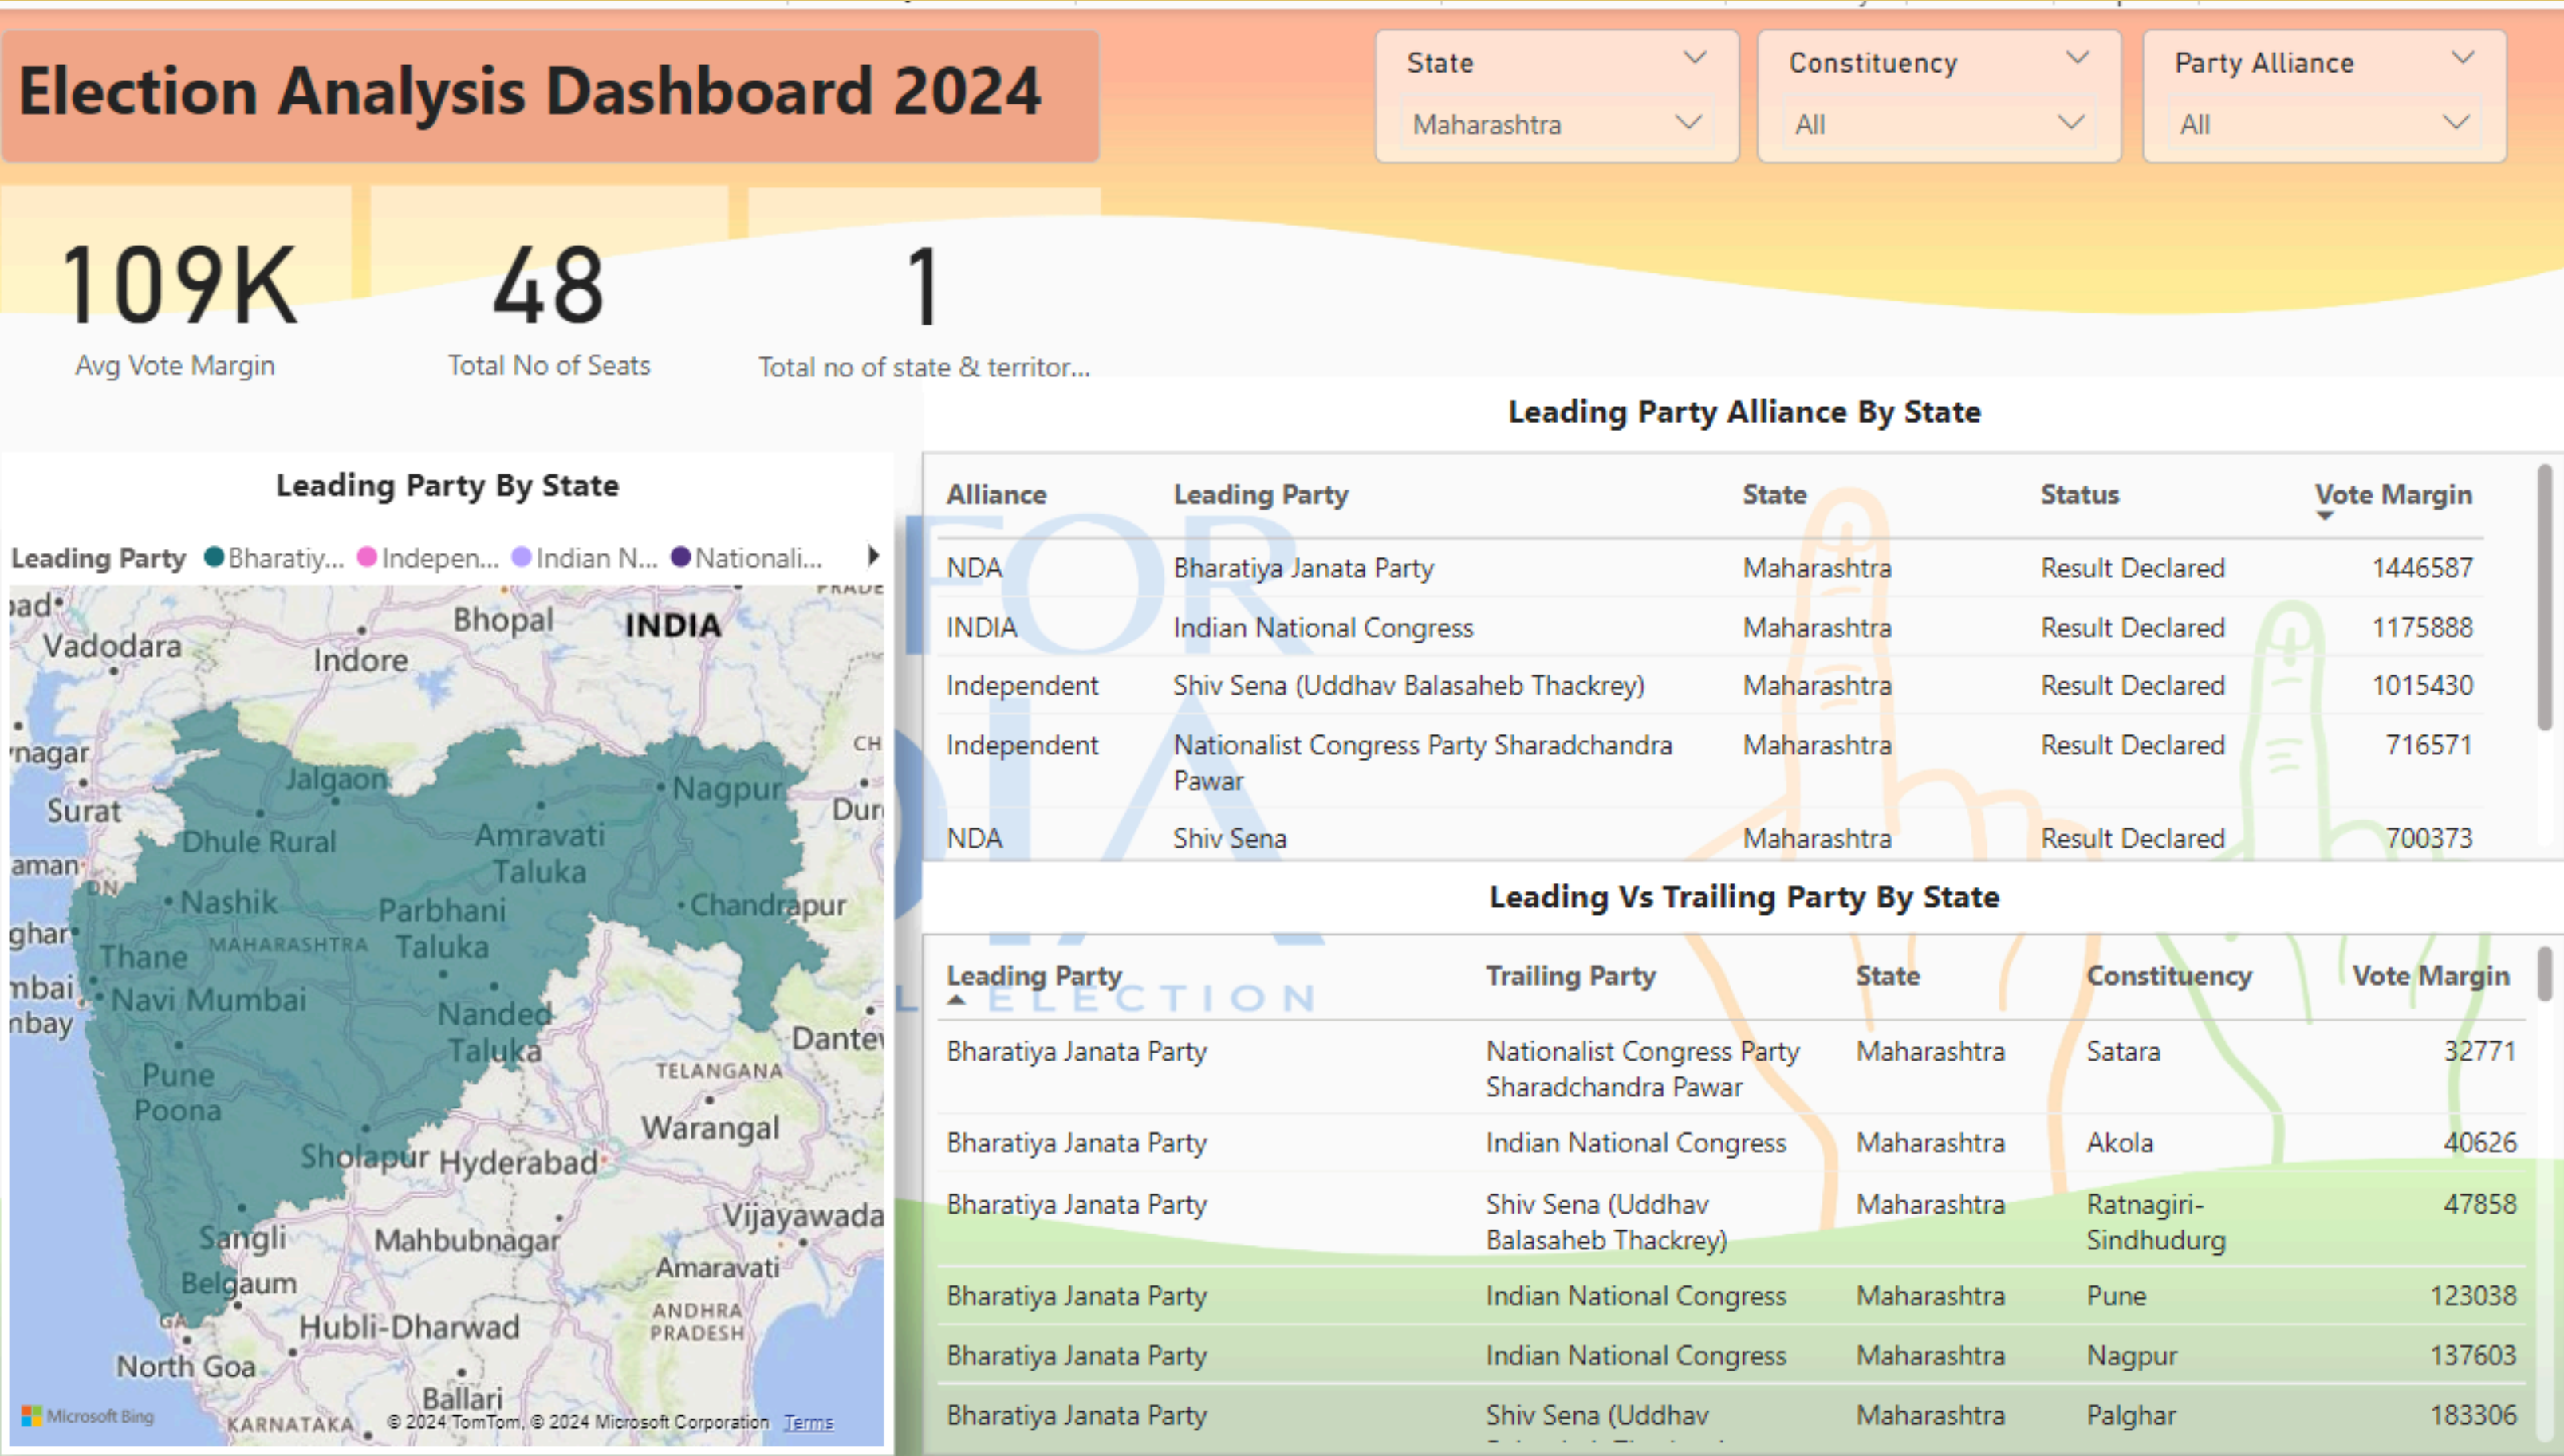 Election Analysis Dashboard 2024
State
Maharashtra
Constituency
All
Party Alliance
All
109K
Avg Vote Margin
48
Total No of Seats
1
Total no of state & territor...
Leading Party By State
Leading Party Bharatiy... Indepen... Indian N... Nationali...
Bhopal
INDIA
Vadodara
Indore
Jalgaon
Nagpur
Surat
Dhule Rural
Amravati
Taluka
DN
Nashik
Parbhani
Taluka
Chandrapur
MAHARASHTRA
Thane
Navi Mumbai
Nanded
Taluka
Pune
Poona
TELANGANA
Warangal
Sholapur
Hyderabad
Vijayawada
Sangli
Mahbubnagar
Amaravati
Belgaum
ANDHRA
PRADESH
GA
Hubli-Dharwad
North Goa
Ballari
KARNATAKA
Microsoft Bing
© 2024 TomTom, © 2024 Microsoft Corporation Terms
Leading Party Alliance By State
Alliance Leading Party State Status Vote Margin
NDA Bharatiya Janata Party Maharashtra Result Declared 1446587
INDIA Indian National Congress Maharashtra Result Declared 1175888
Independent Shiv Sena (Uddhav Balasaheb Thackrey) Maharashtra Result Declared 1015430
Independent Nationalist Congress Party Sharadchandra Maharashtra Result Declared 716571
Pawar
NDA Shiv Sena Maharashtra Result Declared 700373
FOR
ELECTION
Leading Vs Trailing Party By State
Leading Party Trailing Party State Constituency Vote Margin
Bharatiya Janata Party Nationalist Congress Party Maharashtra Satara 32771
Sharadchandra Pawar
Bharatiya Janata Party Indian National Congress Maharashtra Akola 40626
Bharatiya Janata Party Shiv Sena (Uddhav Maharashtra Ratnagiri- 47858
Balasaheb Thackrey) Sindhudurg
Bharatiya Janata Party Indian National Congress Maharashtra Pune 123038
Bharatiya Janata Party Indian National Congress Maharashtra Nagpur 137603
Bharatiya Janata Party Shiv Sena (Uddhav Maharashtra Palghar 183306